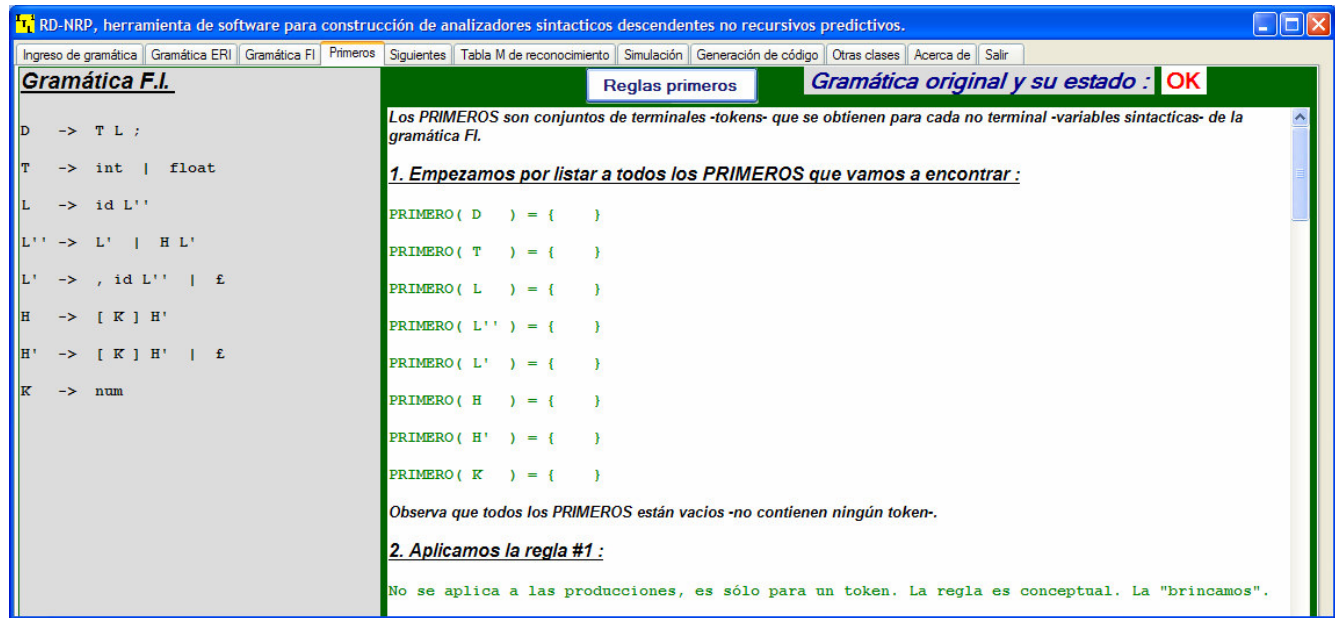 RD-NRP, herramienta de software para construcción de analizadores sintacticos descendentes no recursivos predictivos.
Ingreso de gramática Gramática ERI Gramática FI Primeros Siguientes Tabla M de reconocimiento Simulación Generación de código Otras clases Acerca de Salir
Gramática F.I.
D -> T L ;
T -> int | float
L -> id L''
L'' -> L' | H L'
L' -> , id L'' | £
H -> [ K ] H'
H' -> [ K ] H' | £
K -> num
Reglas primeros
Gramática original y su estado : OK
Los PRIMEROS son conjuntos de terminales -tokens- que se obtienen para cada no terminal -variables sintacticas- de la
gramática FI.
1. Empezamos por listar a todos los PRIMEROS que vamos a encontrar :
PRIMERO( D ) = { }
PRIMERO( T ) = { }
PRIMERO( L ) = { }
PRIMERO( L'' ) = { }
PRIMERO( L' ) = { }
PRIMERO( H ) = { }
PRIMERO( H' ) = { }
PRIMERO( K ) = { }
Observa que todos los PRIMEROS están vacios -no contienen ningún token-.
2. Aplicamos la regla #1 :
No se aplica a las producciones, es sólo para un token. La regla es conceptual. La "brincamos".